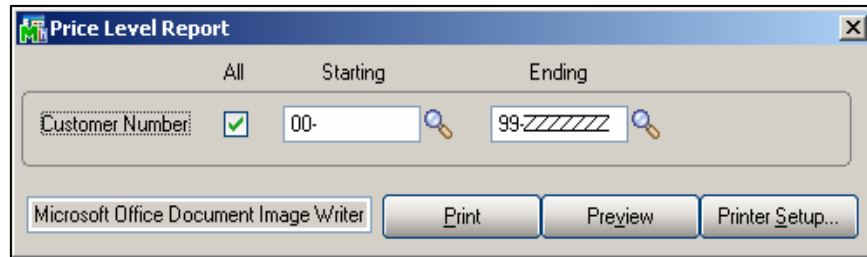 Price Level Report
All Starting Ending
Customer Number 00- 99-ZZZZZZZ
Microsoft Office Document Image Writer Print Preview Printer Setup...